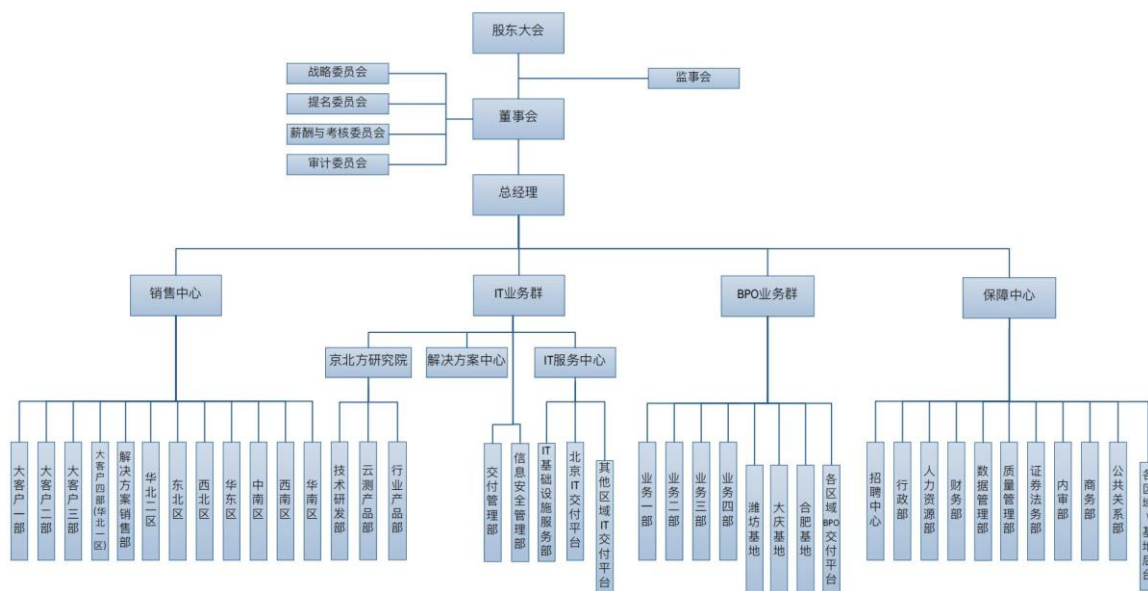 股东大会
战略委员会
监事会
提名委员会
董事会
薪酬与考核委员会
审计委员会
总经理
销售中心
IT业务群
BPO业务群
保障中心
京北方研究院
解决方案中心
IT服务中心
大客户一部
大客户二部
大客户三部
大客户四部(华北一区)
解决方案销售部
华北二区
东北区
西北区
华东区
中南区
西南区
华南区
技术研发部
云测产品部
行业产品部
交付管理部
信息安全管理部
IT基础设施服务部
北京IT交付平台
其他区域IT交付平台
业务一部
业务二部
业务三部
业务四部
潍坊基地
大庆基地
合肥基地
各区域BPO交付平台
招聘中心
行政部
人力资源部
财务部
数据管理部
质量管理部
证券法务部
内审部
商务部
公共关系部